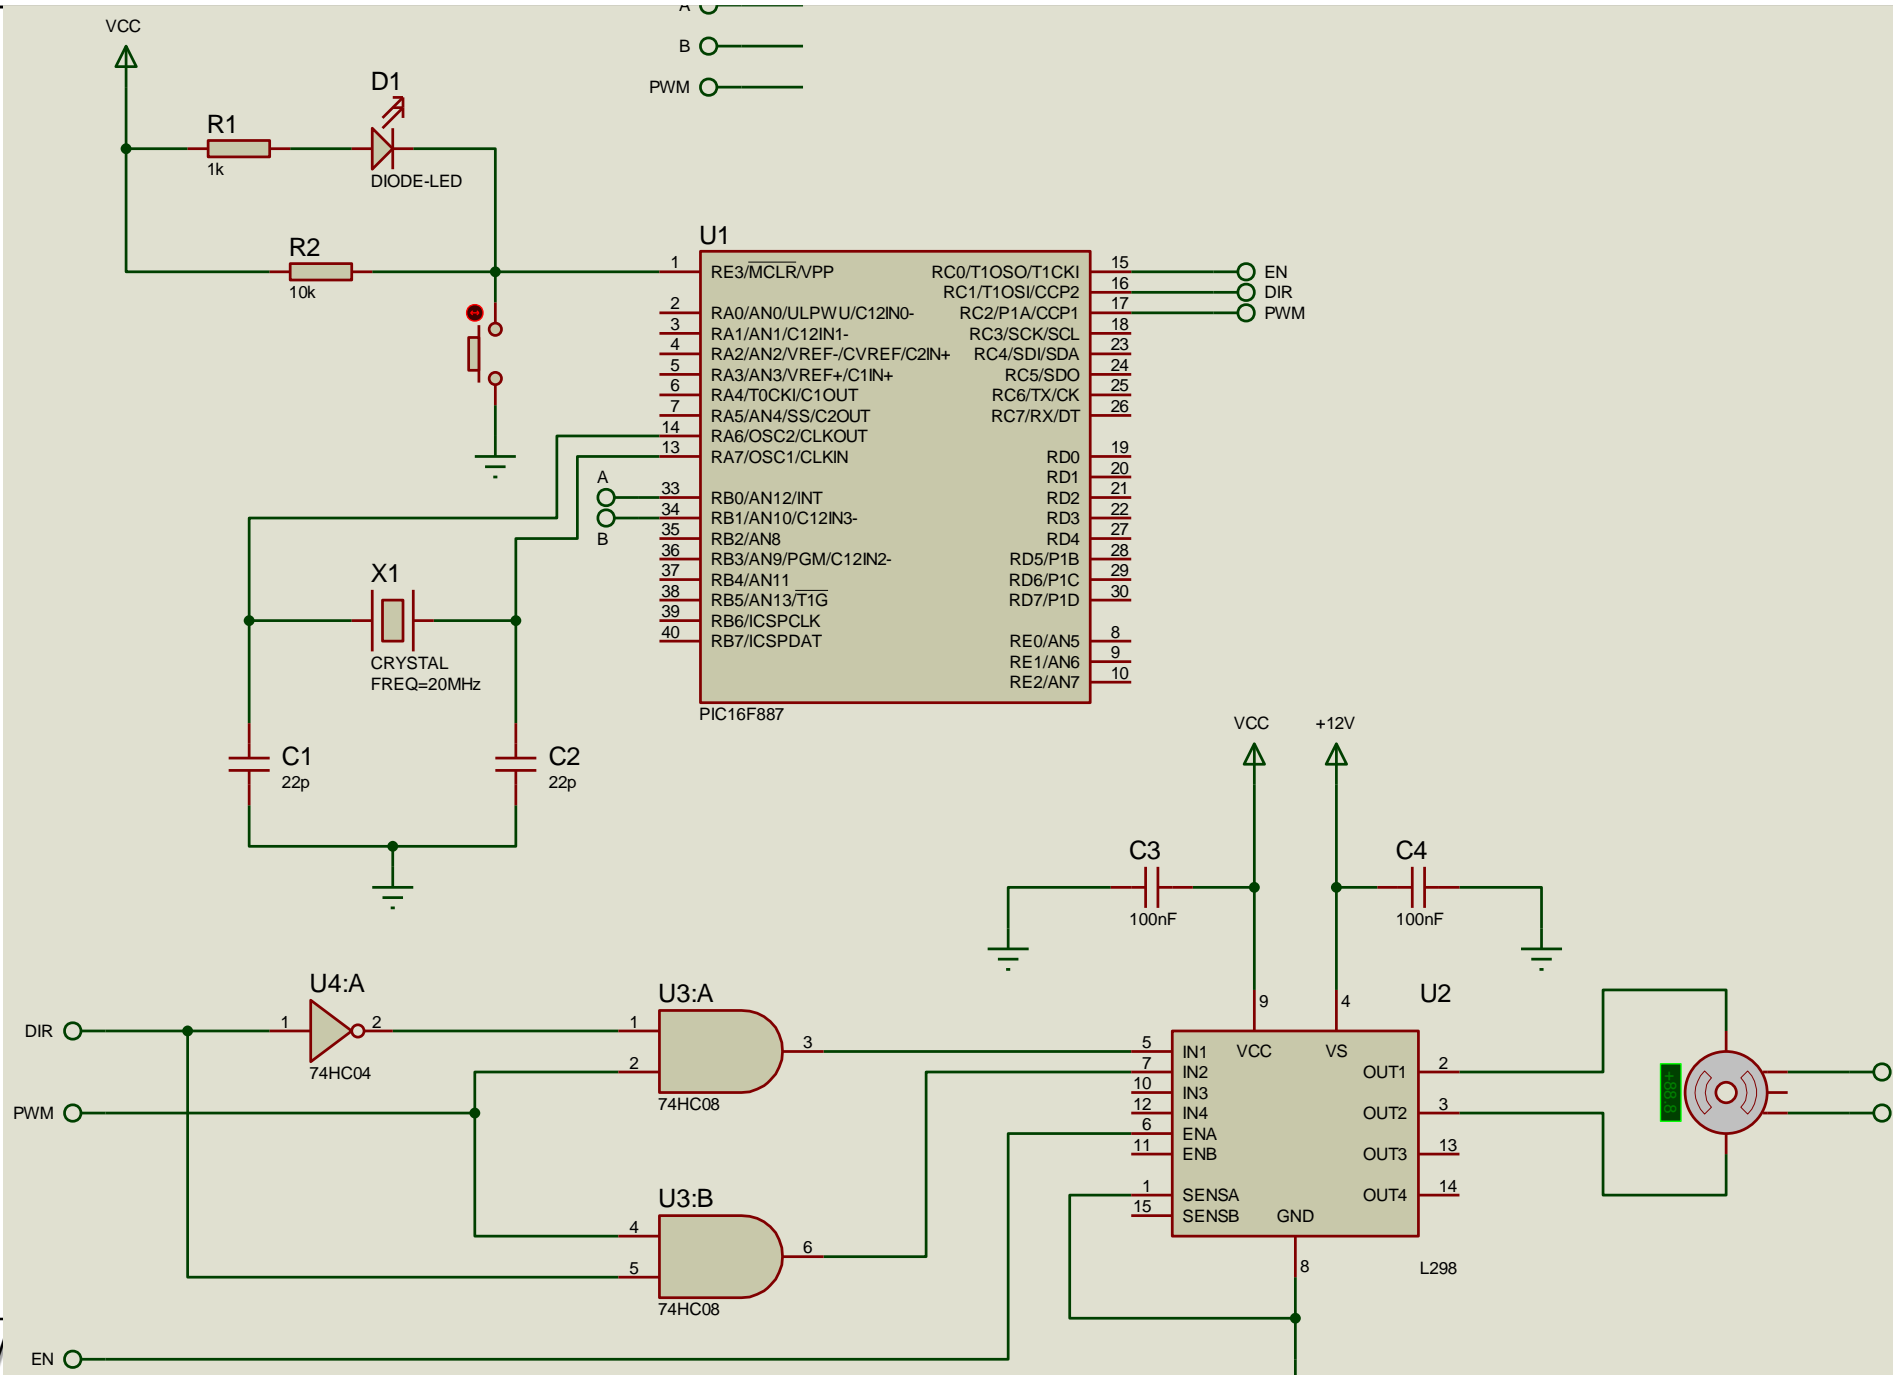 A
B
PWM
VCC
D1
R1
1k
DIODE-LED
R2
10k
U1
1
RE3/MCLR/VPP
2
RA0/AN0/ULPWU/C12IN0-
3
RA1/AN1/C12IN1-
4
RA2/AN2/VREF-/CVREF/C2IN+
5
RA3/AN3/VREF+/C1IN+
6
RA4/T0CKI/C1OUT
7
RA5/AN4/SS/C2OUT
14
RA6/OSC2/CLKOUT
13
RA7/OSC1/CLKIN
33
RB0/AN12/INT
34
RB1/AN10/C12IN3-
35
RB2/AN8
36
RB3/AN9/PGM/C12IN2-
37
RB4/AN11
38
RB5/AN13/T1G
39
RB6/ICSPCLK
40
RB7/ICSPDAT
RC0/T1OSO/T1CKI
15
EN
RC1/T1OSI/CCP2
16
DIR
RC2/P1A/CCP1
17
PWM
RC3/SCK/SCL
18
RC4/SDI/SDA
23
RC5/SDO
24
RC6/TX/CK
25
RC7/RX/DT
26
RD0
19
RD1
20
RD2
21
RD3
22
RD4
27
RD5/P1B
28
RD6/P1C
29
RD7/P1D
30
RE0/AN5
8
RE1/AN6
9
RE2/AN7
10
PIC16F887
A
B
X1
CRYSTAL
FREQ=20MHz
C1
22p
C2
22p
VCC
+12V
C3
100nF
C4
100nF
DIR
U4:A
1
2
74HC04
U3:A
1
2
3
74HC08
PWM
U3:B
4
5
6
74HC08
EN
U2
9
4
VCC
VS
5
IN1
7
IN2
10
IN3
12
IN4
6
ENA
11
ENB
1
SENSA
15
SENSB
GND
8
OUT1
2
OUT2
3
OUT3
13
OUT4
14
L298
+88.8